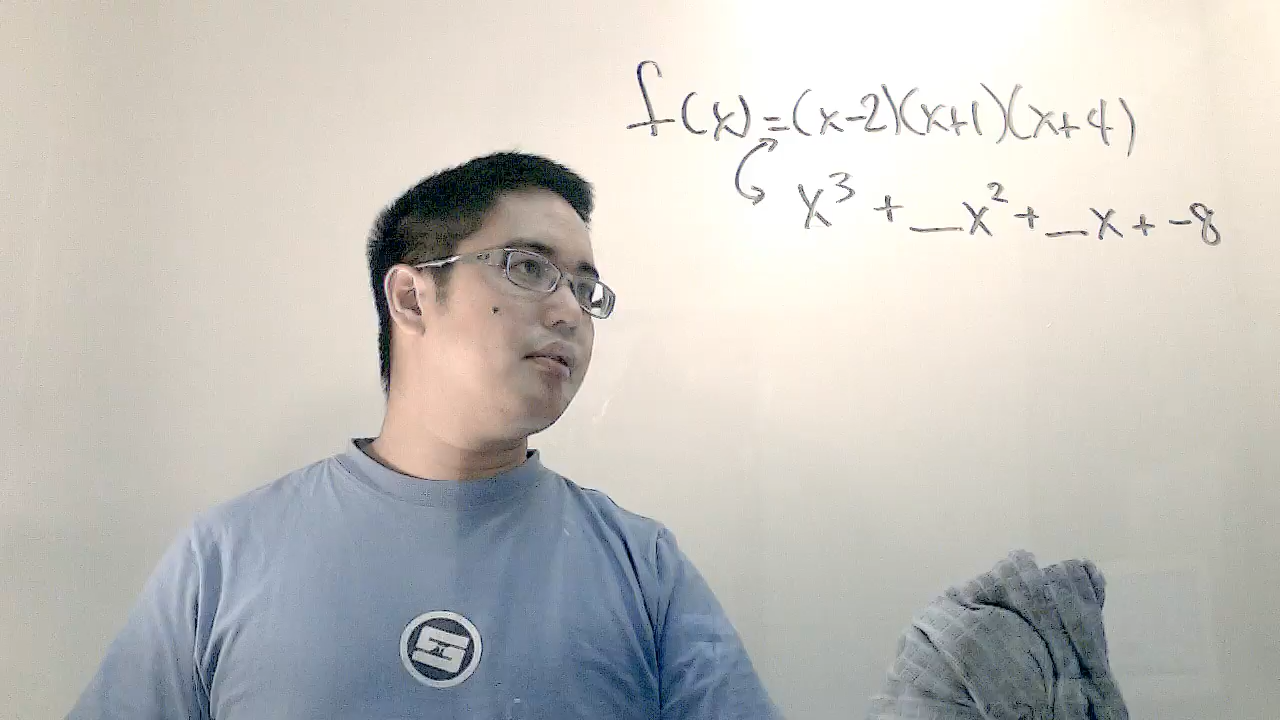 f(x)=(x-2)(x+1)(x+4)
x³ + __x² + __x + -8